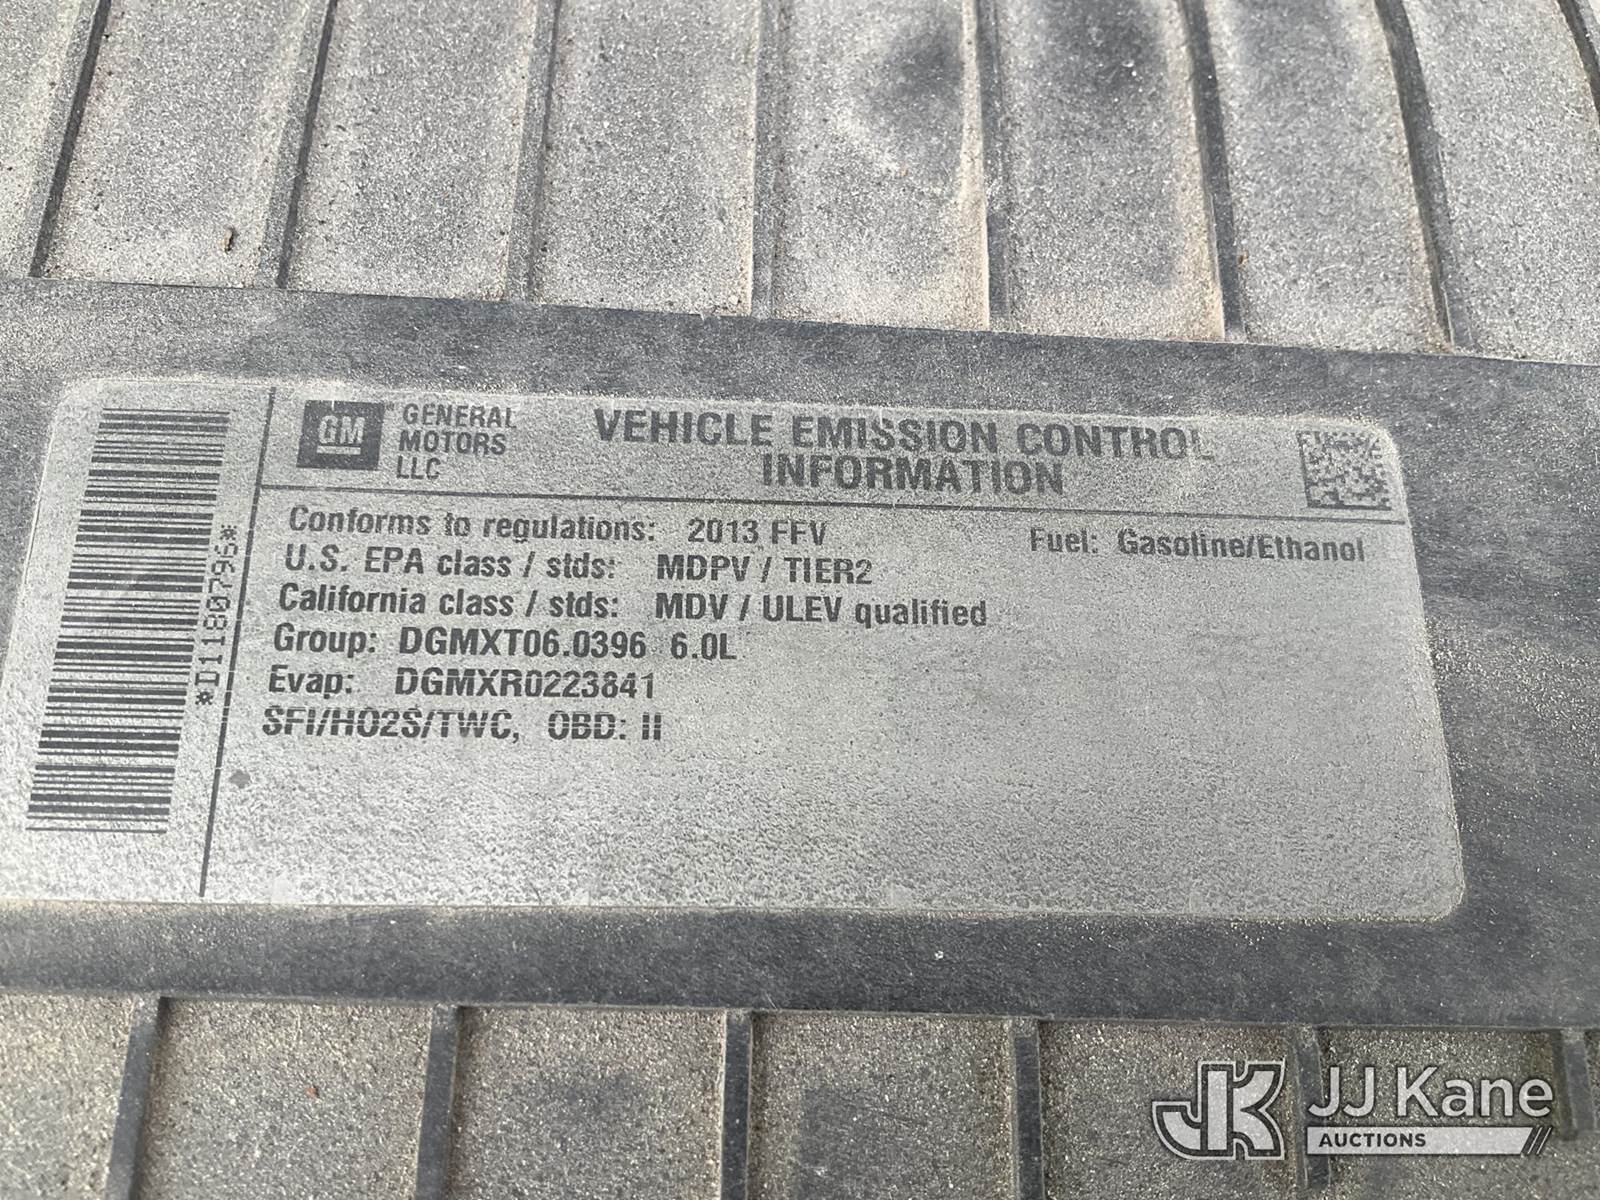 GM GENERAL
MOTORS
LLC
VEHICLE EMISSION CONTROL
INFORMATION
Conforms to regulations: 2013 FFV
Fuel: Gasoline/Ethanol
U.S. EPA class / stds: MDPV / TIER2
California class / stds: MDV / ULEV qualified
Group: DGMXT06.0396 6.0L
Evap: DGMXR0223841
SFI/HO2S/TWC, OBD: II
*D1180796*
JK JJ Kane
AUCTIONS